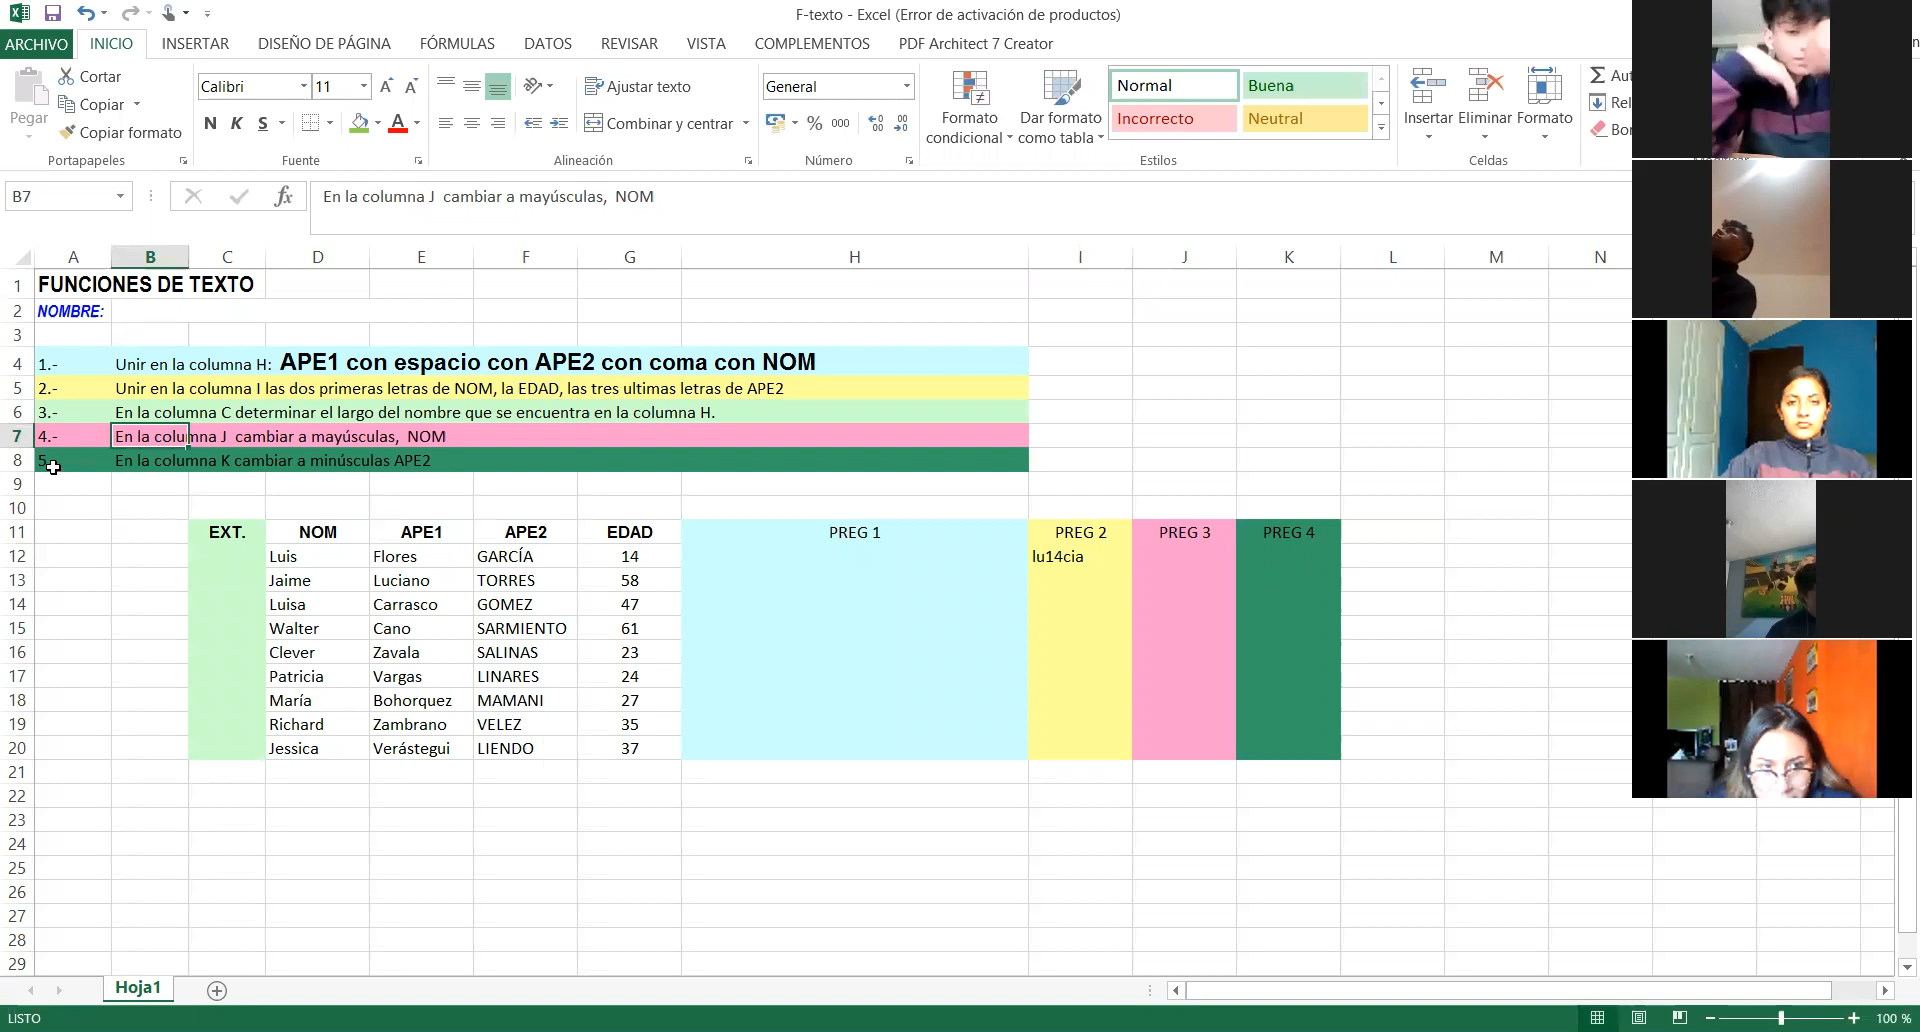 F-texto - Excel (Error de activación de productos)
ARCHIVO INICIO INSERTAR DISEÑO DE PÁGINA FÓRMULAS DATOS REVISAR VISTA COMPLEMENTOS PDF Architect 7 Creator
Pegar
Cortar
Copiar
Copiar formato
Portapapeles
Calibri 11
N K S
Fuente
Ajustar texto
Combinar y centrar
Alineación
General
% 000
Número
Formato condicional
Dar formato como tabla
Normal Buena
Incorrecto Neutral
Estilos
Insertar Eliminar Formato
Celdas
B7 fx En la columna J cambiar a mayúsculas, NOM
A B C D E F G H I J K L M N
1 FUNCIONES DE TEXTO
2 NOMBRE:
3
4 1.- Unir en la columna H: APE1 con espacio con APE2 con coma con NOM
5 2.- Unir en la columna I las dos primeras letras de NOM, la EDAD, las tres ultimas letras de APE2
6 3.- En la columna C determinar el largo del nombre que se encuentra en la columna H.
7 4.- En la columna J cambiar a mayúsculas, NOM
8 5.- En la columna K cambiar a minúsculas APE2
9
10
11 EXT. NOM APE1 APE2 EDAD PREG 1 PREG 2 PREG 3 PREG 4
12 Luis Flores GARCÍA 14 lu14cia
13 Jaime Luciano TORRES 58
14 Luisa Carrasco GOMEZ 47
15 Walter Cano SARMIENTO 61
16 Clever Zavala SALINAS 23
17 Patricia Vargas LINARES 24
18 María Bohorquez MAMANI 27
19 Richard Zambrano VELEZ 35
20 Jessica Verástegui LIENDO 37
21
22
23
24
25
26
27
28
29
Hoja1
LISTO 100 %